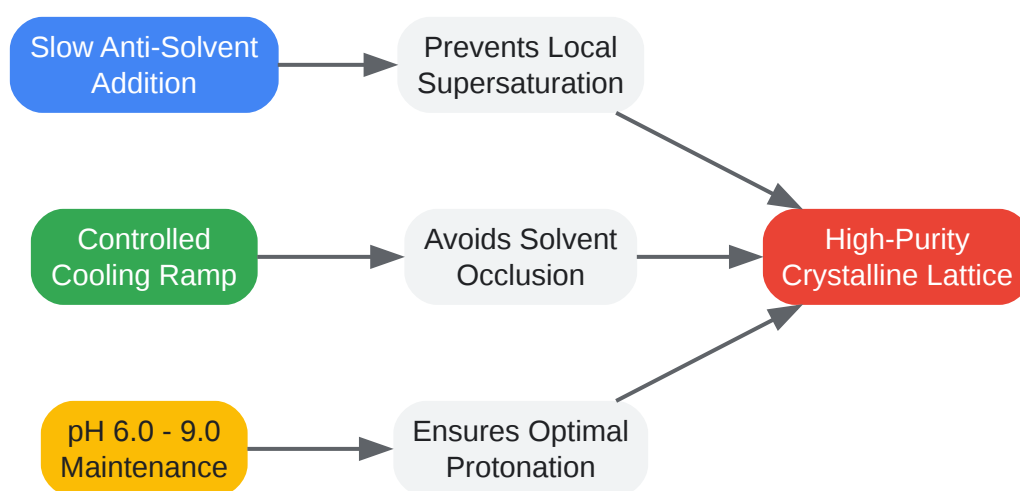 Slow Anti-Solvent
Addition
Prevents Local
Supersaturation
Controlled
Cooling Ramp
Avoids Solvent
Occlusion
High-Purity
Crystalline Lattice
pH 6.0 - 9.0
Maintenance
Ensures Optimal
Protonation